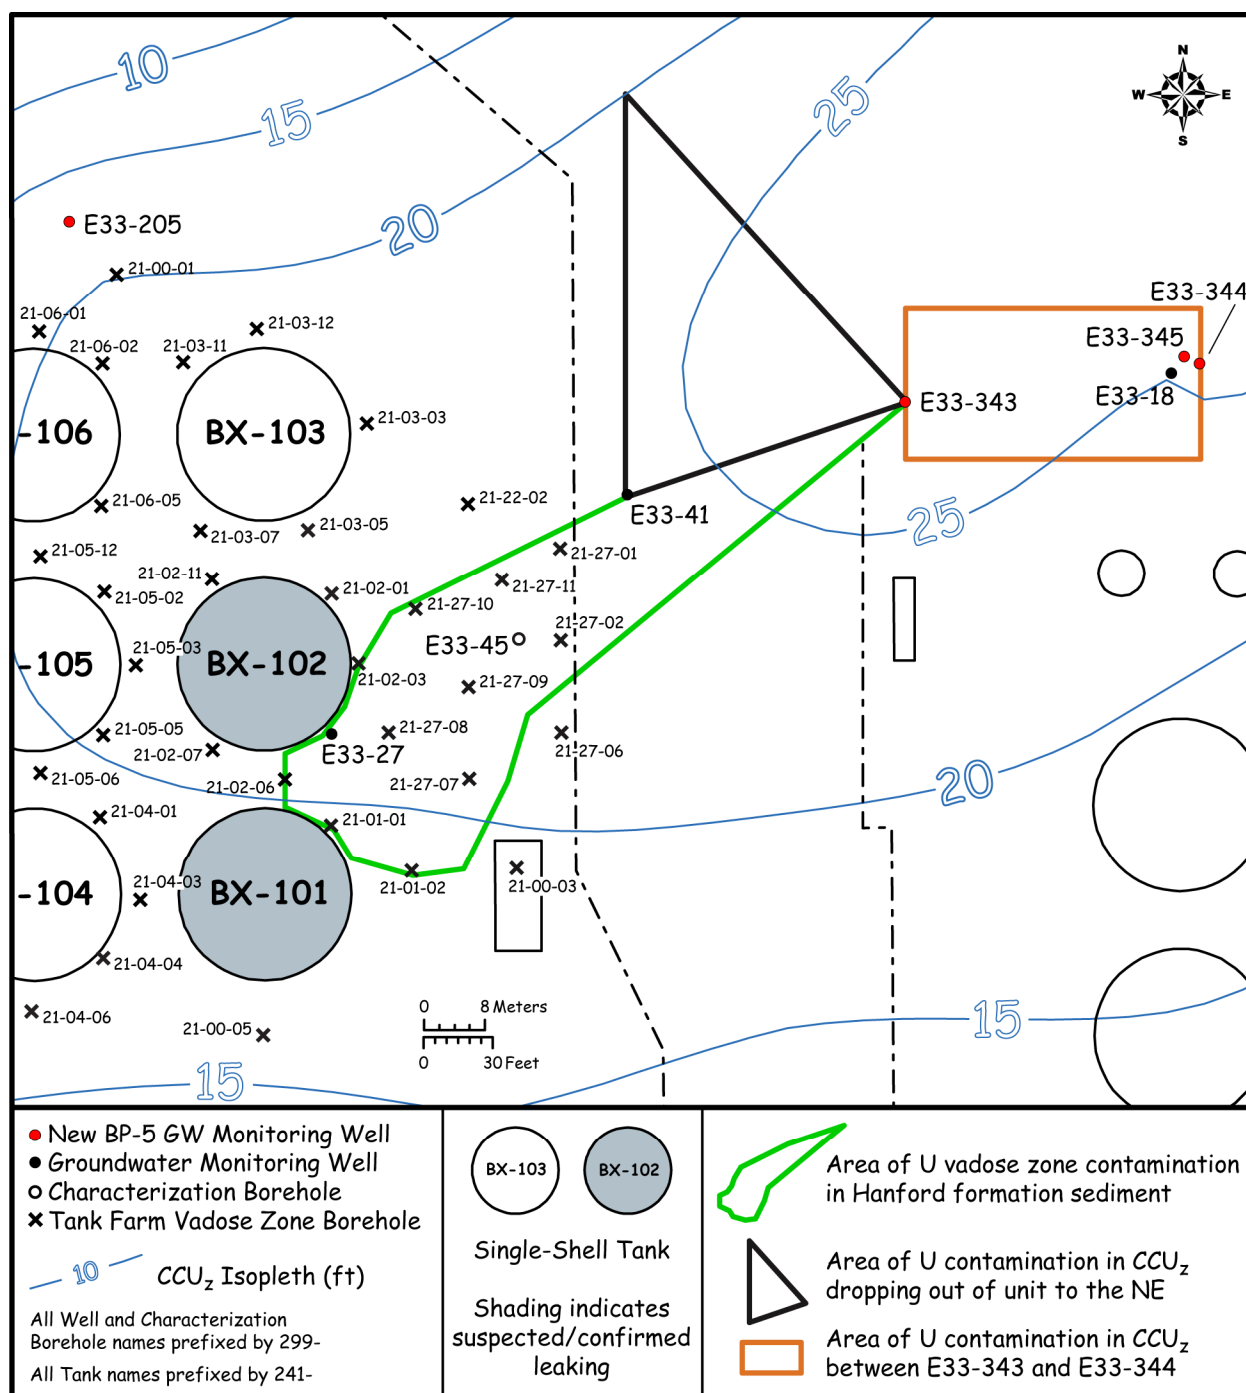 10
15
20
25
N
W
E
S
E33-205
21-00-01
21-06-01
21-06-02
21-03-11
21-03-12
E33-344
E33-345
E33-18
E33-343
-106
BX-103
21-03-03
21-06-05
21-03-07
21-03-05
21-22-02
E33-41
25
21-05-12
21-05-02
21-02-11
21-02-01
21-27-01
21-27-11
21-27-10
21-27-02
E33-45
-105
21-05-03
BX-102
21-02-03
21-27-09
21-05-05
21-02-07
E33-27
21-27-08
21-27-06
21-05-06
21-02-06
21-27-07
20
21-04-01
21-01-01
21-04-03
-104
BX-101
21-01-02
21-00-03
21-04-04
21-04-06
21-00-05
0 8 Meters
0 30 Feet
15
15
New BP-5 GW Monitoring Well
Groundwater Monitoring Well
Characterization Borehole
Tank Farm Vadose Zone Borehole
10 CCUz Isopleth (ft)
All Well and Characterization
Borehole names prefixed by 299-
All Tank names prefixed by 241-
BX-103 BX-102
Single-Shell Tank
Shading indicates
suspected/confirmed
leaking
Area of U vadose zone contamination
in Hanford formation sediment
Area of U contamination in CCUz
dropping out of unit to the NE
Area of U contamination in CCUz
between E33-343 and E33-344